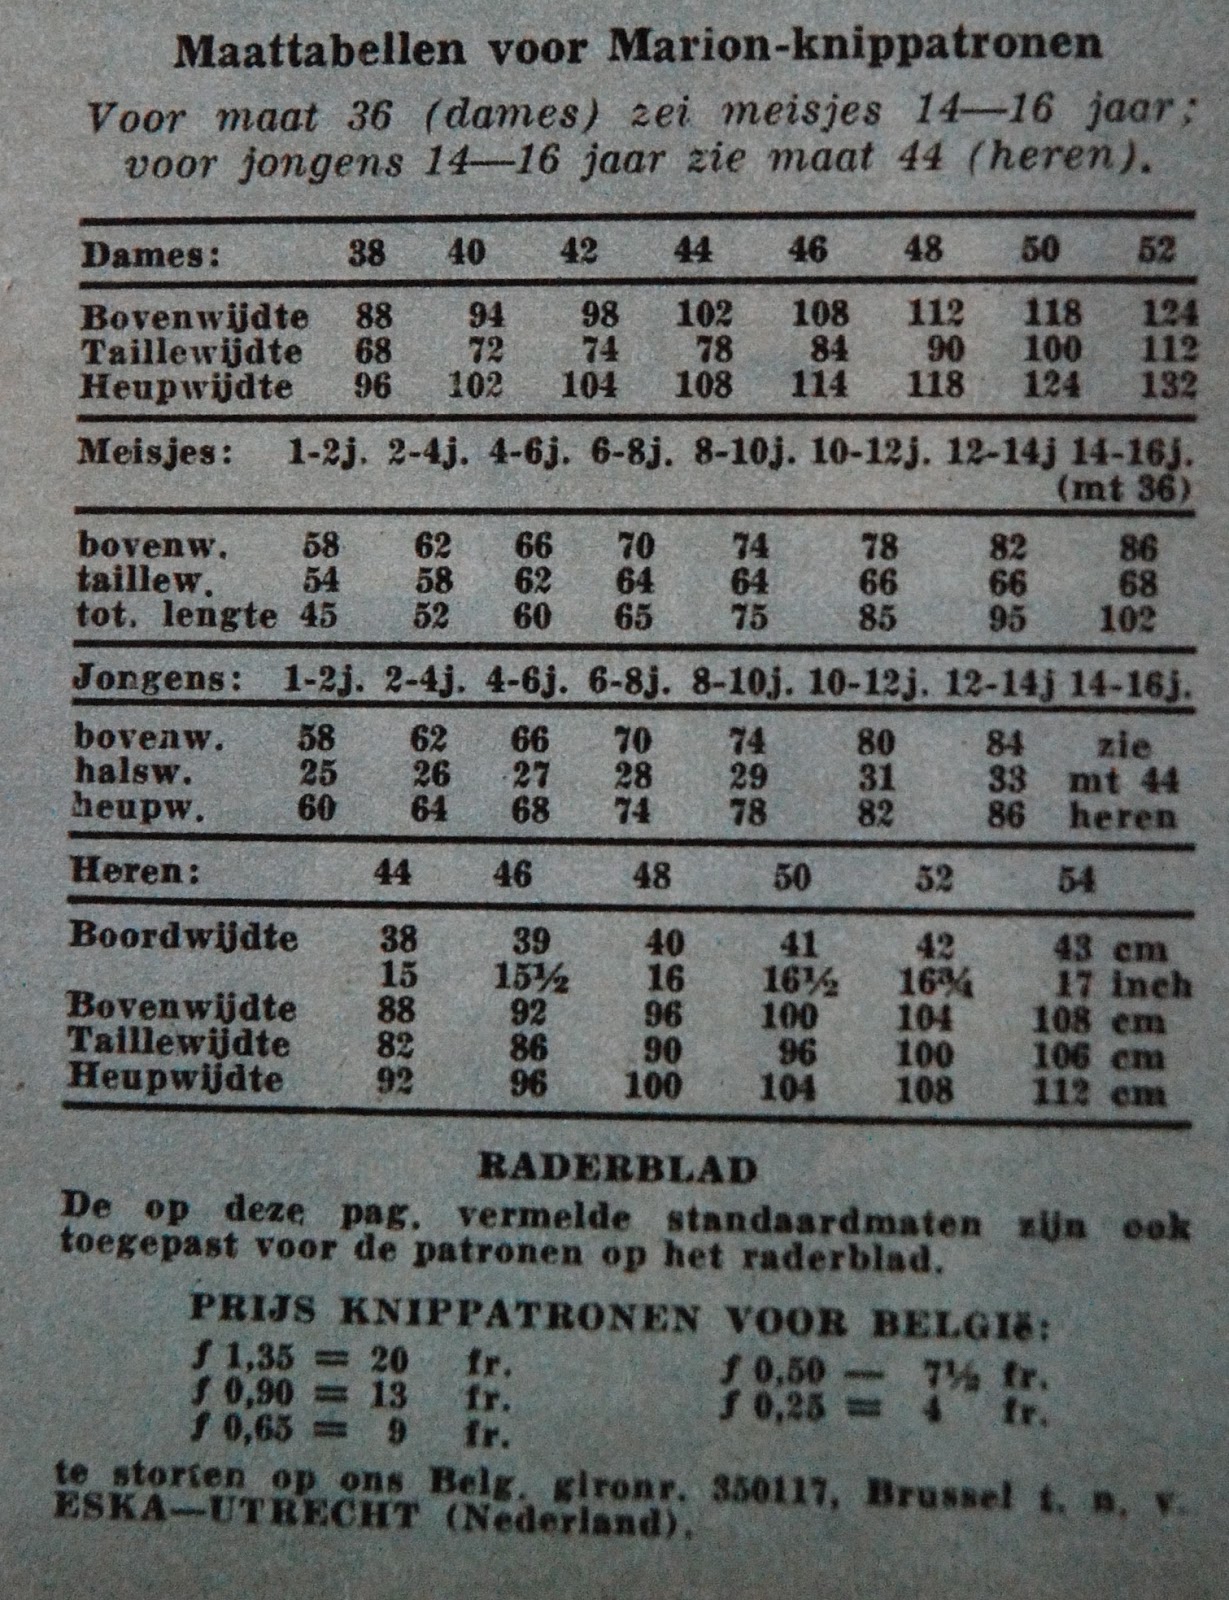 Maattabellen voor Marion-knippatronen
Voor maat 36 (dames) zei meisjes 14—16 jaar;
voor jongens 14—16 jaar zie maat 44 (heren).
Dames: 38 40 42 44 46 48 50 52
Bovenwijdte 88 94 98 102 108 112 118 124
Taillewijdte 68 72 74 78 84 90 100 112
Heupwijdte 96 102 104 108 114 118 124 132
Meisjes: 1-2j. 2-4j. 4-6j. 6-8j. 8-10j. 10-12j. 12-14j 14-16j.
(mt 36)
bovenw. 58 62 66 70 74 78 82 86
taillew. 54 58 62 64 64 66 66 68
tot. lengte 45 52 60 65 75 85 95 102
Jongens: 1-2j. 2-4j. 4-6j. 6-8j. 8-10j. 10-12j. 12-14j 14-16j.
bovenw. 58 62 66 70 74 80 84 zie
halsw. 25 26 27 28 29 31 33 mt 44
heupw. 60 64 68 74 78 82 86 heren
Heren: 44 46 48 50 52 54
Boordwijdte 38 39 40 41 42 43 cm
15 15½ 16 16½ 16¾ 17 inch
Bovenwijdte 88 92 96 100 104 108 cm
Taillewijdte 82 86 90 96 100 106 cm
Heupwijdte 92 96 100 104 108 112 cm
RADERBLAD
De op deze pag. vermelde standaardmaten zijn ook
toegepast voor de patronen op het raderblad.
PRIJS KNIPPATRONEN VOOR BELGIë:
f 1,35 = 20 fr. f 0,50 — 7½ fr.
f 0,90 = 13 fr. f 0,25 = 4 fr.
f 0,65 = 9 fr.
te storten op ons Belg. gironr. 350117, Brussel t. n. v.
ESKA—UTRECHT (Nederland).